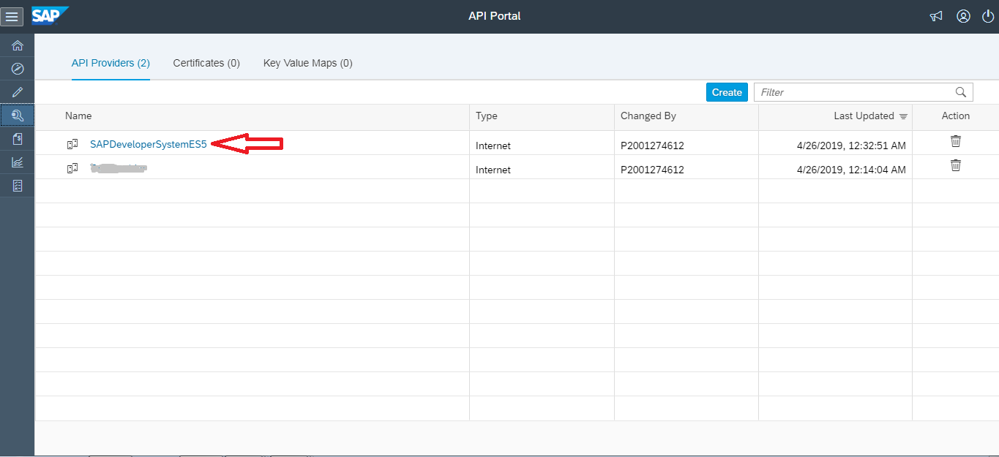 SAP API Portal
API Providers (2) Certificates (0) Key Value Maps (0)
Create Filter
Name Type Changed By Last Updated Action
SAPDeveloperSystemES5 Internet P2001274612 4/26/2019, 12:32:51 AM
Internet P2001274612 4/26/2019, 12:14:04 AM